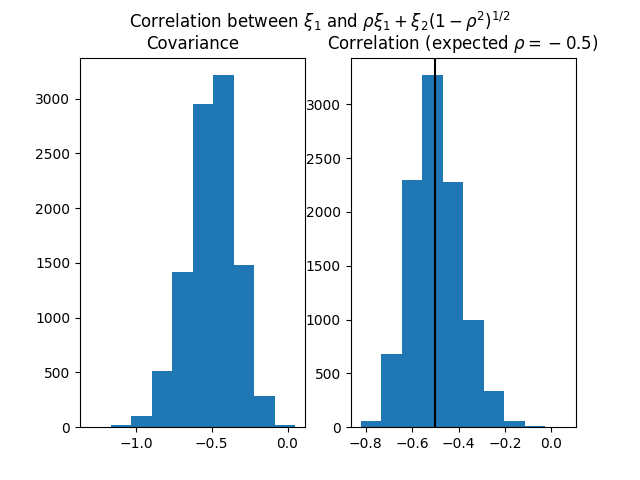 Correlation between ξ₁ and ρξ₁ + ξ₂(1 − ρ²)^{1/2}
Covariance
Correlation (expected ρ = − 0.5)
3000
2500
2000
1500
1000
500
0
−1.0 −0.5 0.0
3000
2500
2000
1500
1000
500
0
−0.8 −0.6 −0.4 −0.2 0.0